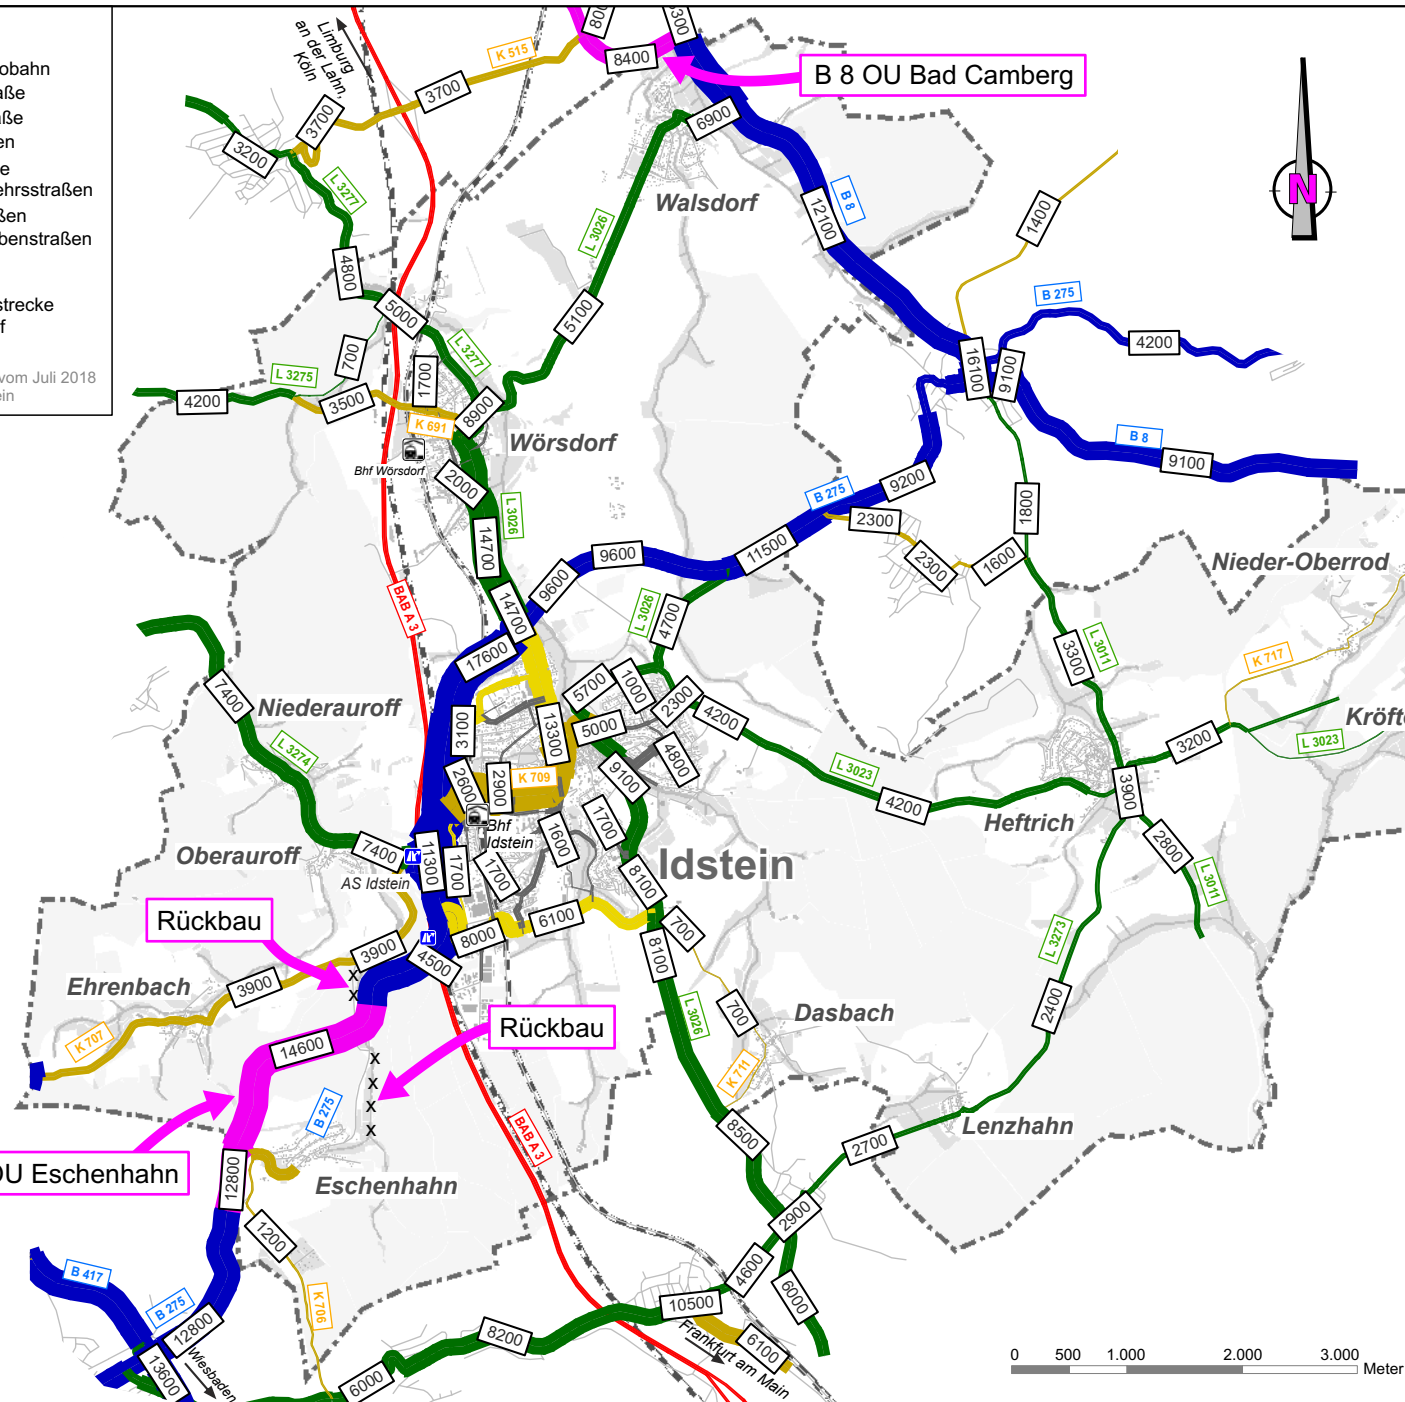 obahn
aße
aße
en
e
ehrsstraßen
ßen
benstraßen
strecke
f
vom Juli 2018
ein
Limburg
an der Lahn,
Köln
K 515
800
8400
300
B 8 OU Bad Camberg
3700
3700
3200
6900
N
L 3277
Walsdorf
B 8
12100
1400
L 3026
4800
5000
5100
B 275
4200
700
L 3277
L 3275
1700
16100
9100
4200
3500
8900
K 691
Wörsdorf
Bhf Wörsdorf
B 8
9100
2000
L 3026
B 275
9200
1800
2300
14700
9600
11500
2300
1600
Nieder-Oberrod
9600
BAB A 3
14700
L 3026
4700
L 3011
3300
17600
K 717
7400
Niederauroff
5700
1000
2300
4200
Kröfte
3100
13300
5000
3200
L 3023
L 3274
2600
2900
K 709
9100
4800
L 3023
3900
4200
Heftrich
Bhf
Idstein
1700
1600
2800
Oberauroff
7400
11300
1700
1700
Idstein
AS Idstein
8100
L 3011
Rückbau
8000
6100
700
3900
4500
8100
L 3273
Ehrenbach
3900
x
x
2400
Rückbau
L 3026
700
Dasbach
K 707
14600
x
x
x
x
K 711
B 275
BAB A 3
8500
Lenzhahn
2700
OU Eschenhahn
12800
Eschenhahn
2900
1200
4600
B 417
6000
B 275
K 706
12800
10500
8200
Frankfurt am Main
6100
13600
Wiesbaden
6000
0 500 1.000 2.000 3.000
Meter